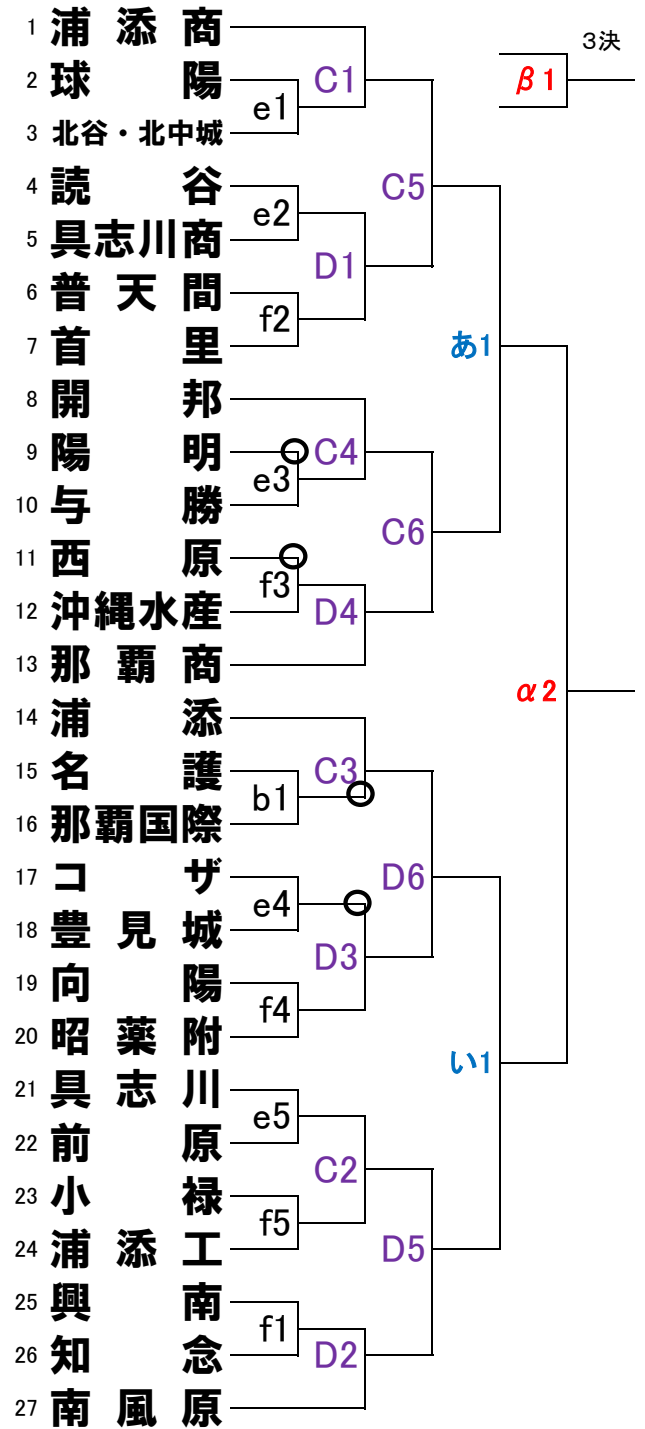 1 浦添商
2 球陽
3 北谷・北中城
4 読谷
5 具志川商
6 普天間
7 首里
8 開邦
9 陽明
10 与勝
11 西原
12 沖縄水産
13 那覇商
14 浦添
15 名護
16 那覇国際
17 コザ
18 豊見城
19 向陽
20 昭薬附
21 具志川
22 前原
23 小禄
24 浦添工
25 興南
26 知念
27 南風原
e1
e2
f2
e3
f3
b1
e4
f4
e5
f5
f1
C1
D1
C4
D4
C3
D3
C2
D2
C5
C6
D6
D5
あ1
い1
α2
3決
β1